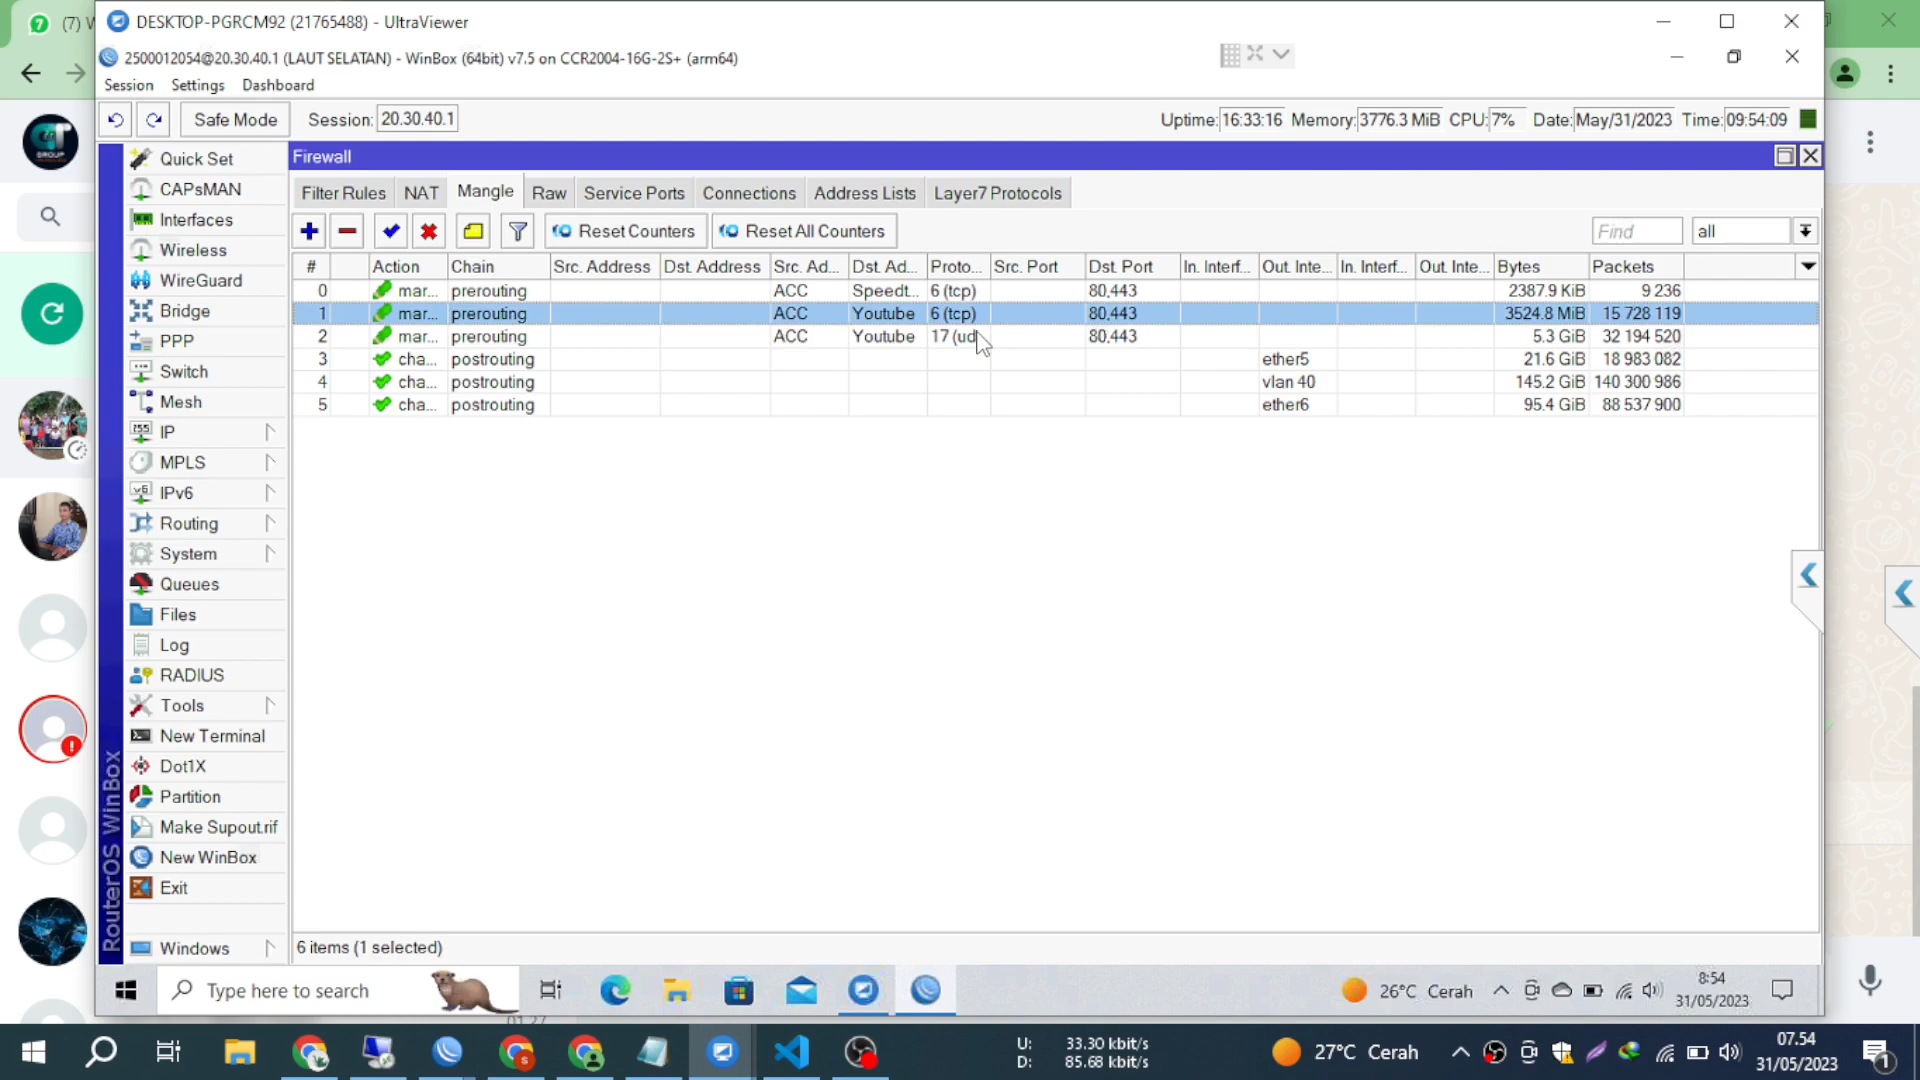 (7) W
DESKTOP-PGRCM92 (21765488) - UltraViewer
2500012054@20.30.40.1 (LAUT SELATAN) - WinBox (64bit) v7.5 on CCR2004-16G-2S+ (arm64)
Session Settings Dashboard
Safe Mode Session: 20.30.40.1 Uptime: 16:33:16 Memory: 3776.3 MiB CPU: 7% Date: May/31/2023 Time: 09:54:09
Firewall
Filter Rules NAT Mangle Raw Service Ports Connections Address Lists Layer7 Protocols
Reset Counters Reset All Counters Find all
# Action Chain Src. Address Dst. Address Src. Ad... Dst. Ad... Proto... Src. Port Dst. Port In. Interf... Out. Inte... In. Interf... Out. Inte... Bytes Packets
0 mar... prerouting ACC Speedt... 6 (tcp) 80,443 2387.9 KiB 9 236
1 mar... prerouting ACC Youtube 6 (tcp) 80,443 3524.8 MiB 15 728 119
2 mar... prerouting ACC Youtube 17 (ud 80,443 5.3 GiB 32 194 520
3 cha... postrouting ether5 21.6 GiB 18 983 082
4 cha... postrouting vlan 40 145.2 GiB 140 300 986
5 cha... postrouting ether6 95.4 GiB 88 537 900
6 items (1 selected)
Quick Set
CAPsMAN
Interfaces
Wireless
WireGuard
Bridge
PPP
Switch
Mesh
IP
MPLS
IPv6
Routing
System
Queues
Files
Log
RADIUS
Tools
New Terminal
Dot1X
Partition
Make Supout.rif
New WinBox
Exit
Windows
RouterOS WinBox
GROUP
Type here to search 26°C Cerah 8:54
31/05/2023
U: 33.30 kbit/s
D: 85.68 kbit/s
27°C Cerah 07.54
31/05/2023
1